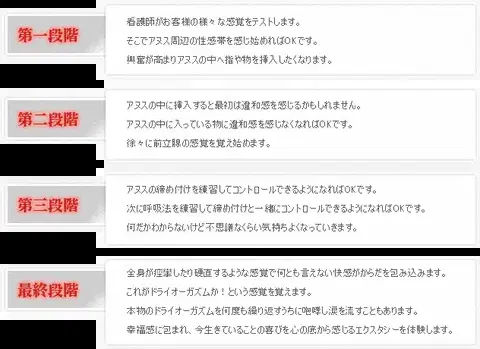 第一段階
看護師がお客様の様々な感覚をテストします。
そこでアヌス周辺の性感帯を感じ始めればOKです。
興奮が高まりアヌスの中へ指や物を挿入したくなります。
第二段階
アヌスの中に挿入すると最初は違和感を感じるかもしれません。
アヌスの中に入っている物に違和感を感じなくなればOKです。
徐々に前立腺の感覚を覚え始めます。
第三段階
アヌスの締め付けを練習してコントロールできるようになればOKです。
次に呼吸法を練習して締め付けと一緒にコントロールできるようになればOKです。
何だかわからないけど不思議なくらい気持ちよくなっていきます。
最終段階
全身が痙攣したり硬直するような感覚で何とも言えない快感がからだを包み込みます。
これがドライオーガズムか！という感覚を覚えます。
本物のドライオーガズムを何度も繰り返すうちに咆哮し涙を流すこともあります。
幸福感に包まれ、今生きていることの喜びを心の底から感じるエクスタシーを体験します。